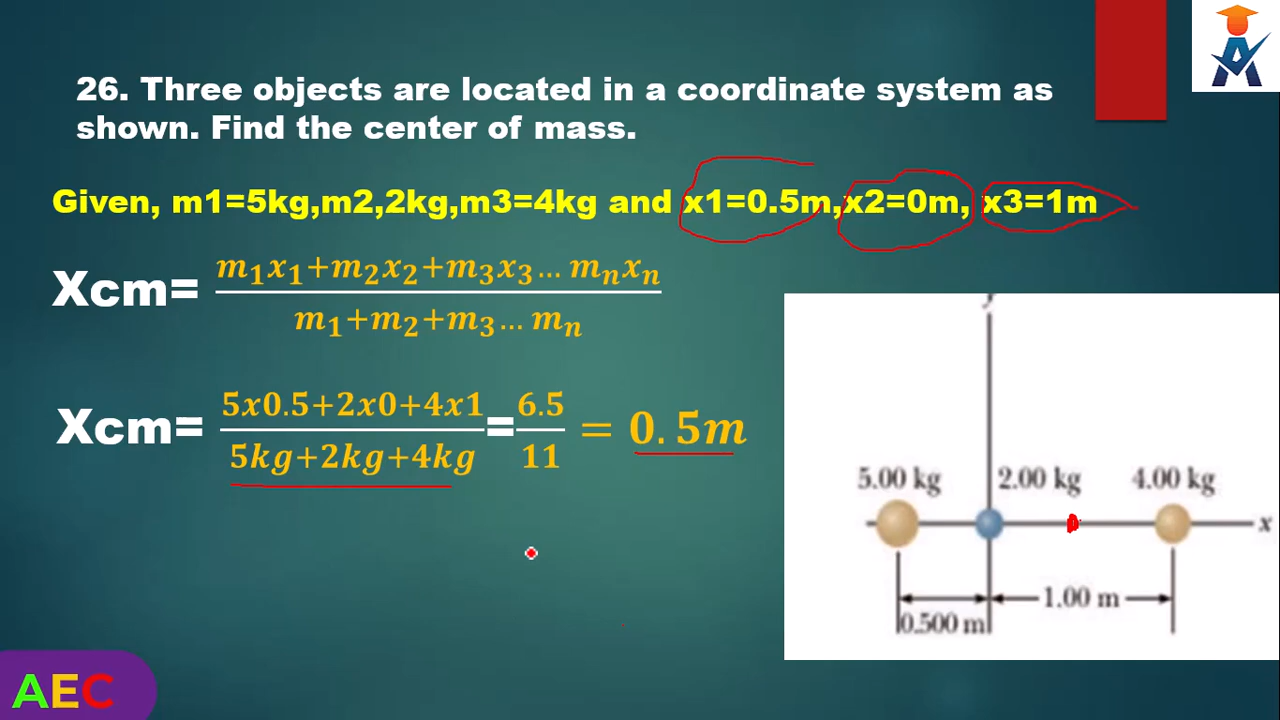 26. Three objects are located in a coordinate system as
shown. Find the center of mass.
Given, m1=5kg,m2,2kg,m3=4kg and x1=0.5m,x2=0m, x3=1m
Xcm= m₁x₁+m₂x₂+m₃x₃… mₙxₙ
m₁+m₂+m₃… mₙ
Xcm= 5x0.5+2x0+4x1 = 6.5 = 0.5m
5kg+2kg+4kg 11
y
5.00 kg 2.00 kg 4.00 kg
x
1.00 m
0.500 m
AEC